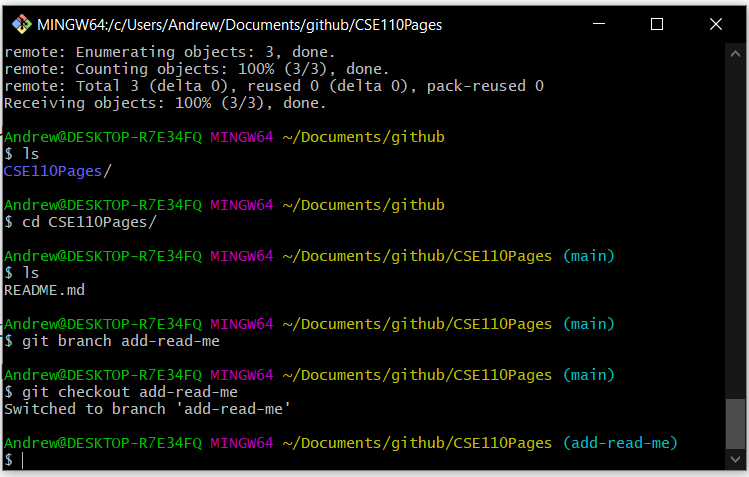 MINGW64:/c/Users/Andrew/Documents/github/CSE110Pages
remote: Enumerating objects: 3, done.
remote: Counting objects: 100% (3/3), done.
remote: Total 3 (delta 0), reused 0 (delta 0), pack-reused 0
Receiving objects: 100% (3/3), done.
Andrew@DESKTOP-R7E34FQ MINGW64 ~/Documents/github
$ ls
CSE110Pages/
Andrew@DESKTOP-R7E34FQ MINGW64 ~/Documents/github
$ cd CSE110Pages/
Andrew@DESKTOP-R7E34FQ MINGW64 ~/Documents/github/CSE110Pages (main)
$ ls
README.md
Andrew@DESKTOP-R7E34FQ MINGW64 ~/Documents/github/CSE110Pages (main)
$ git branch add-read-me
Andrew@DESKTOP-R7E34FQ MINGW64 ~/Documents/github/CSE110Pages (main)
$ git checkout add-read-me
Switched to branch 'add-read-me'
Andrew@DESKTOP-R7E34FQ MINGW64 ~/Documents/github/CSE110Pages (add-read-me)
$